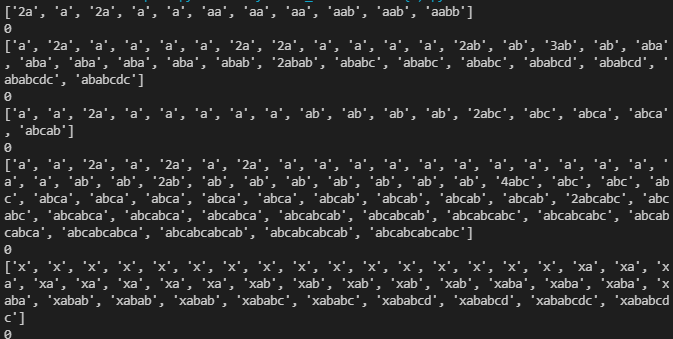 ['2a', 'a', '2a', 'a', 'a', 'aa', 'aa', 'aa', 'aab', 'aab', 'aabb']
0
['a', '2a', 'a', 'a', 'a', 'a', '2a', '2a', 'a', 'a', 'a', 'a', 'a', '2ab', 'ab', '3ab', 'ab', 'aba'
, 'aba', 'aba', 'aba', 'aba', 'abab', '2abab', 'ababc', 'ababc', 'ababc', 'ababcd', 'ababcd', '
ababcdc', 'ababcdc']
0
['a', 'a', '2a', 'a', 'a', 'a', 'a', 'a', 'ab', 'ab', 'ab', 'ab', '2abc', 'abc', 'abca', 'abca'
, 'abcab']
0
['a', 'a', '2a', 'a', '2a', 'a', '2a', 'a', 'a', 'a', 'a', 'a', 'a', 'a', 'a', 'a', 'a', 'a', '
a', 'a', 'ab', 'ab', '2ab', 'ab', 'ab', 'ab', 'ab', 'ab', 'ab', 'ab', '4abc', 'abc', 'abc', 'ab
c', 'abca', 'abca', 'abca', 'abca', 'abca', 'abcab', 'abcab', 'abcab', 'abcab', '2abcabc', 'abc
abc', 'abcabca', 'abcabca', 'abcabca', 'abcabcab', 'abcabcab', 'abcabcabc', 'abcabcabc', 'abcab
cabca', 'abcabcabca', 'abcabcabcab', 'abcabcabcab', 'abcabcabcabc']
0
['x', 'x', 'x', 'x', 'x', 'x', 'x', 'x', 'x', 'x', 'x', 'x', 'x', 'x', 'x', 'x', 'xa', 'xa', 'x
a', 'xa', 'xa', 'xa', 'xa', 'xab', 'xab', 'xab', 'xab', 'xab', 'xaba', 'xaba', 'xaba', 'x
aba', 'xabab', 'xabab', 'xabab', 'xababc', 'xababc', 'xababcd', 'xababcd', 'xababcdc', 'xababcd
c']
0